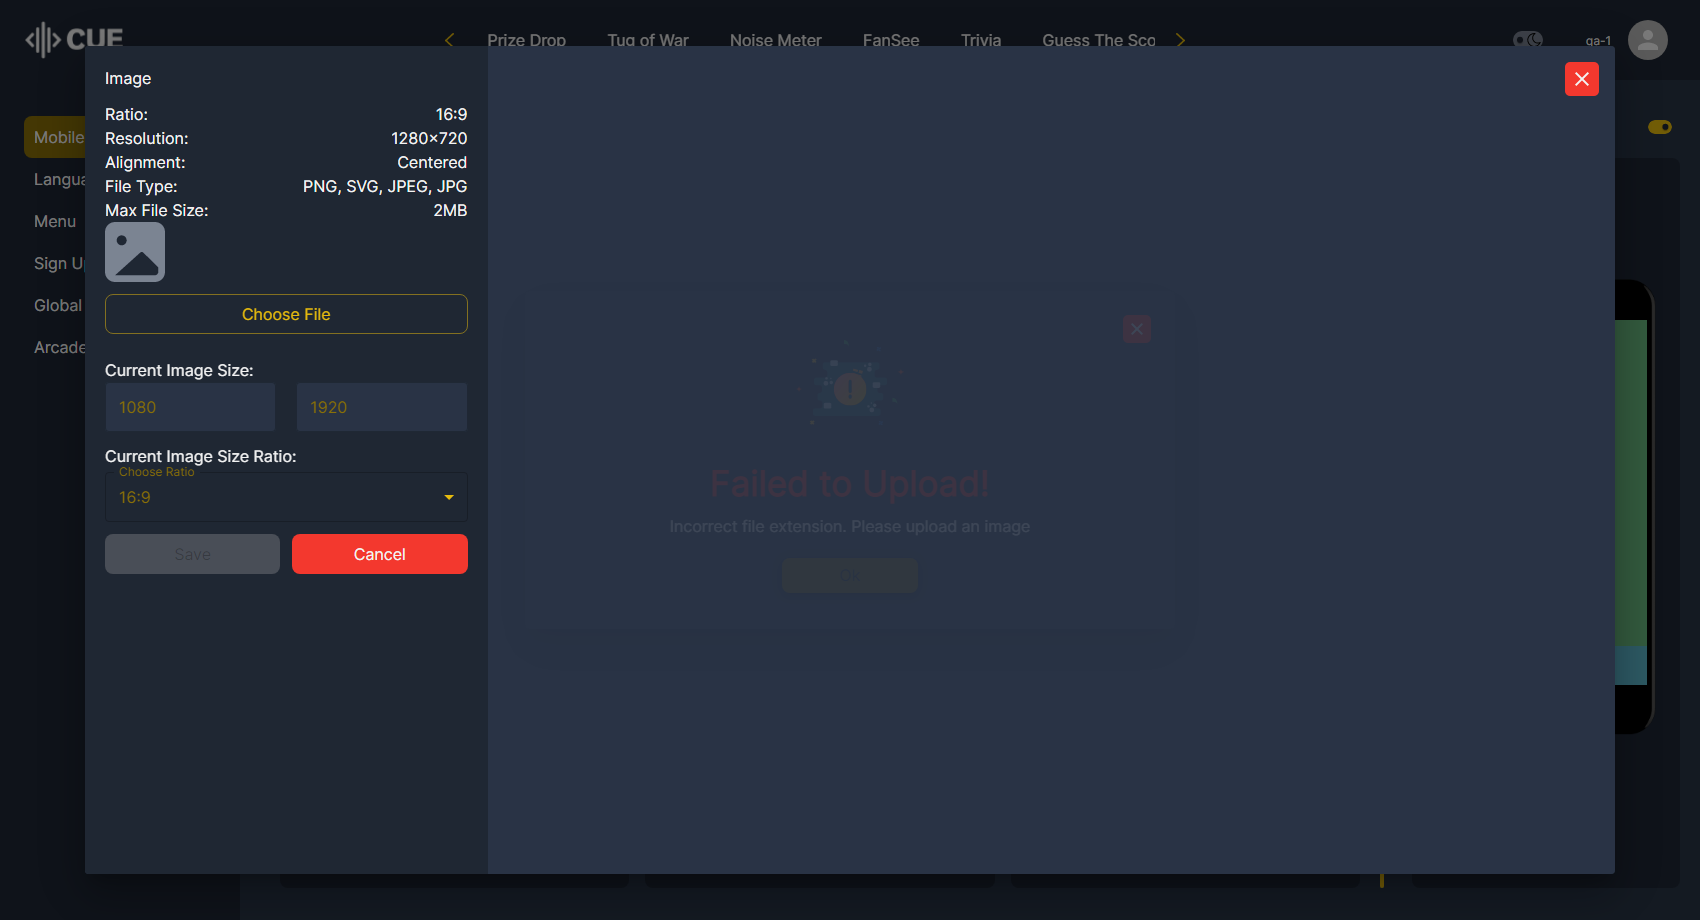 CUE
Prize Drop
Tug of War
Noise Meter
FanSee
Trivia
Guess The Sco
qa-1
Mobile
Langua
Menu
Sign U
Global
Arcade
Image
Ratio: 16:9
Resolution: 1280×720
Alignment: Centered
File Type: PNG, SVG, JPEG, JPG
Max File Size: 2MB
Choose File
Current Image Size:
1080 1920
Current Image Size Ratio:
Choose Ratio
16:9
Save Cancel
Failed to Upload!
Incorrect file extension. Please upload an image
Ok